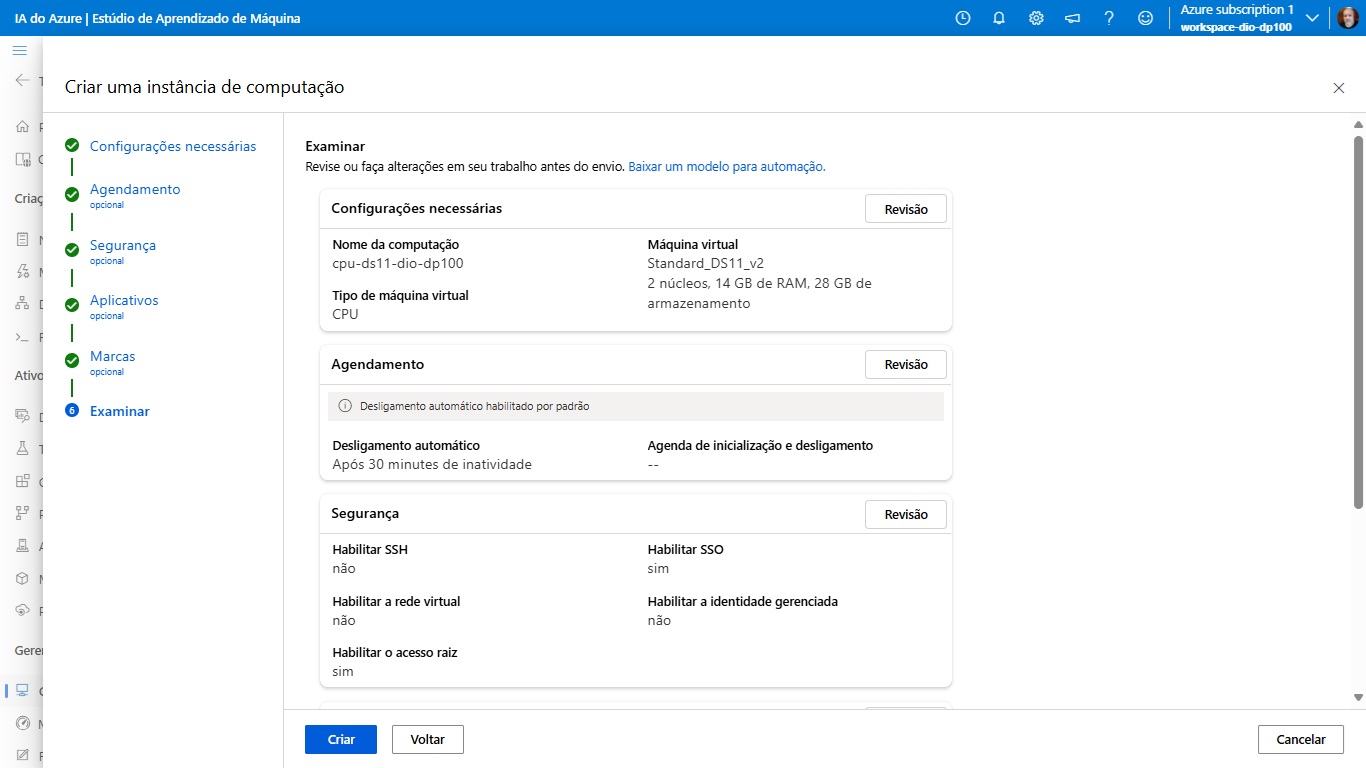 IA do Azure | Estúdio de Aprendizado de Máquina
Azure subscription 1
workspace-dio-dp100
Criar uma instância de computação
Configurações necessárias
Agendamento
opcional
Segurança
opcional
Aplicativos
opcional
Marcas
opcional
6 Examinar
Examinar
Revise ou faça alterações em seu trabalho antes do envio. Baixar um modelo para automação.
Configurações necessárias
Revisão
Nome da computação
cpu-ds11-dio-dp100
Tipo de máquina virtual
CPU
Máquina virtual
Standard_DS11_v2
2 núcleos, 14 GB de RAM, 28 GB de
armazenamento
Agendamento
Revisão
Desligamento automático habilitado por padrão
Desligamento automático
Após 30 minutes de inatividade
Agenda de inicialização e desligamento
--
Segurança
Revisão
Habilitar SSH
não
Habilitar SSO
sim
Habilitar a rede virtual
não
Habilitar a identidade gerenciada
não
Habilitar o acesso raiz
sim
Criar
Voltar
Cancelar